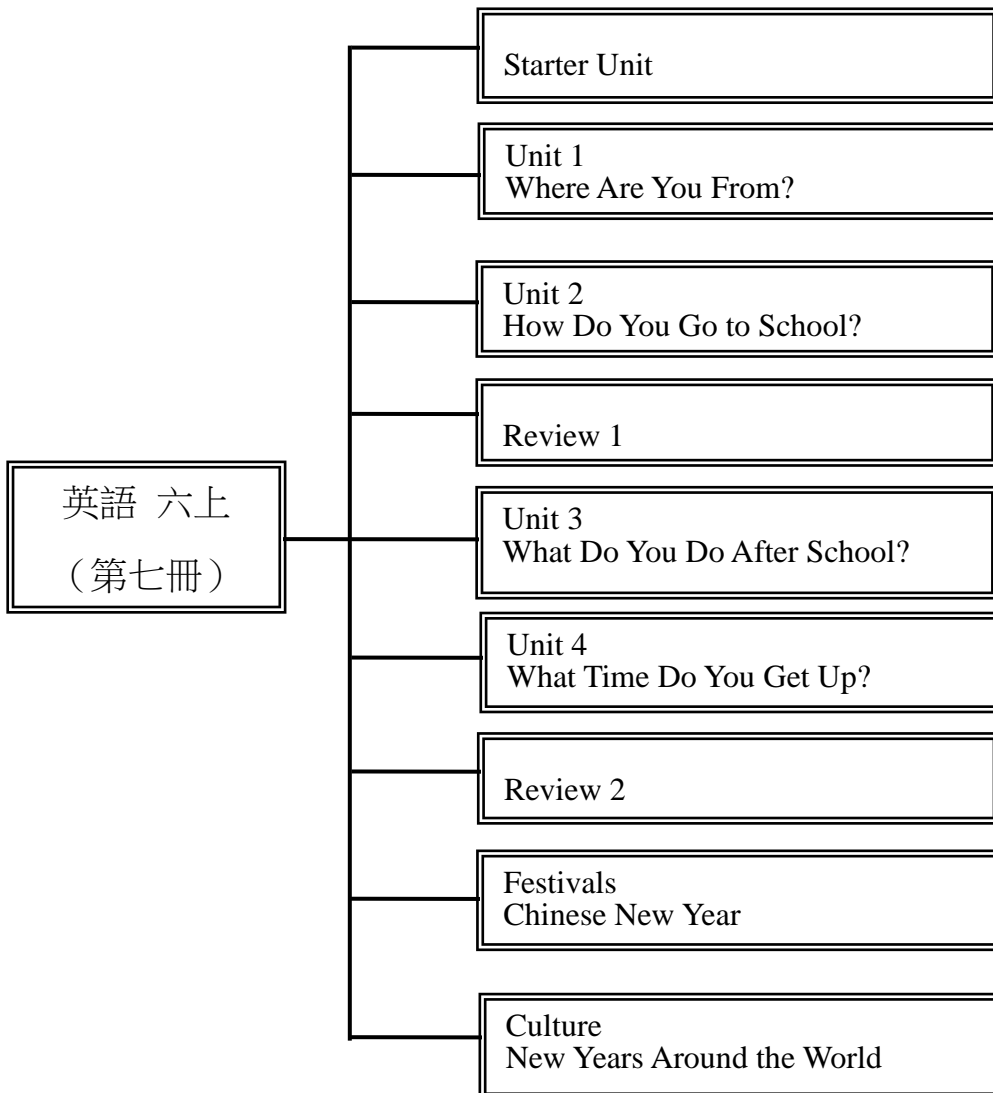 Starter Unit
Unit 1
Where Are You From?
Unit 2
How Do You Go to School?
Review 1
英語 六上
（第七冊）
Unit 3
What Do You Do After School?
Unit 4
What Time Do You Get Up?
Review 2
Festivals
Chinese New Year
Culture
New Years Around the World